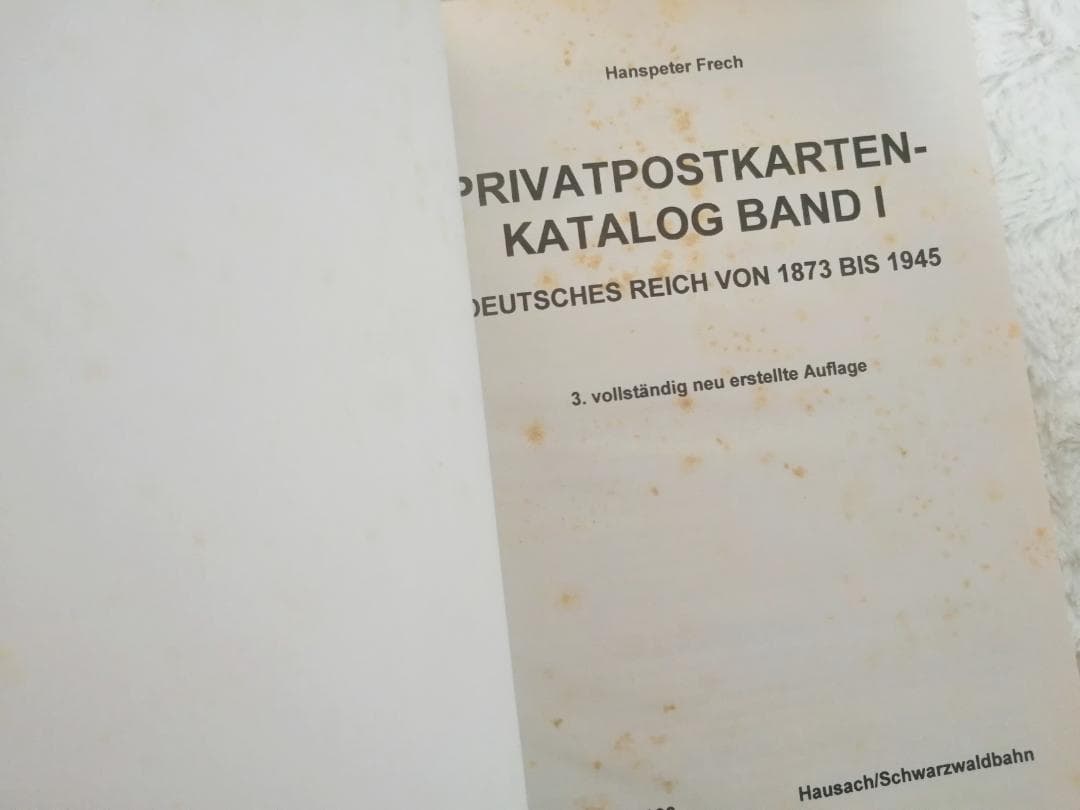 Hanspeter Frech
PRIVATPOSTKARTEN-
KATALOG BAND I
DEUTSCHES REICH VON 1873 BIS 1945
3. vollständig neu erstellte Auflage
Hausach/Schwarzwaldbahn